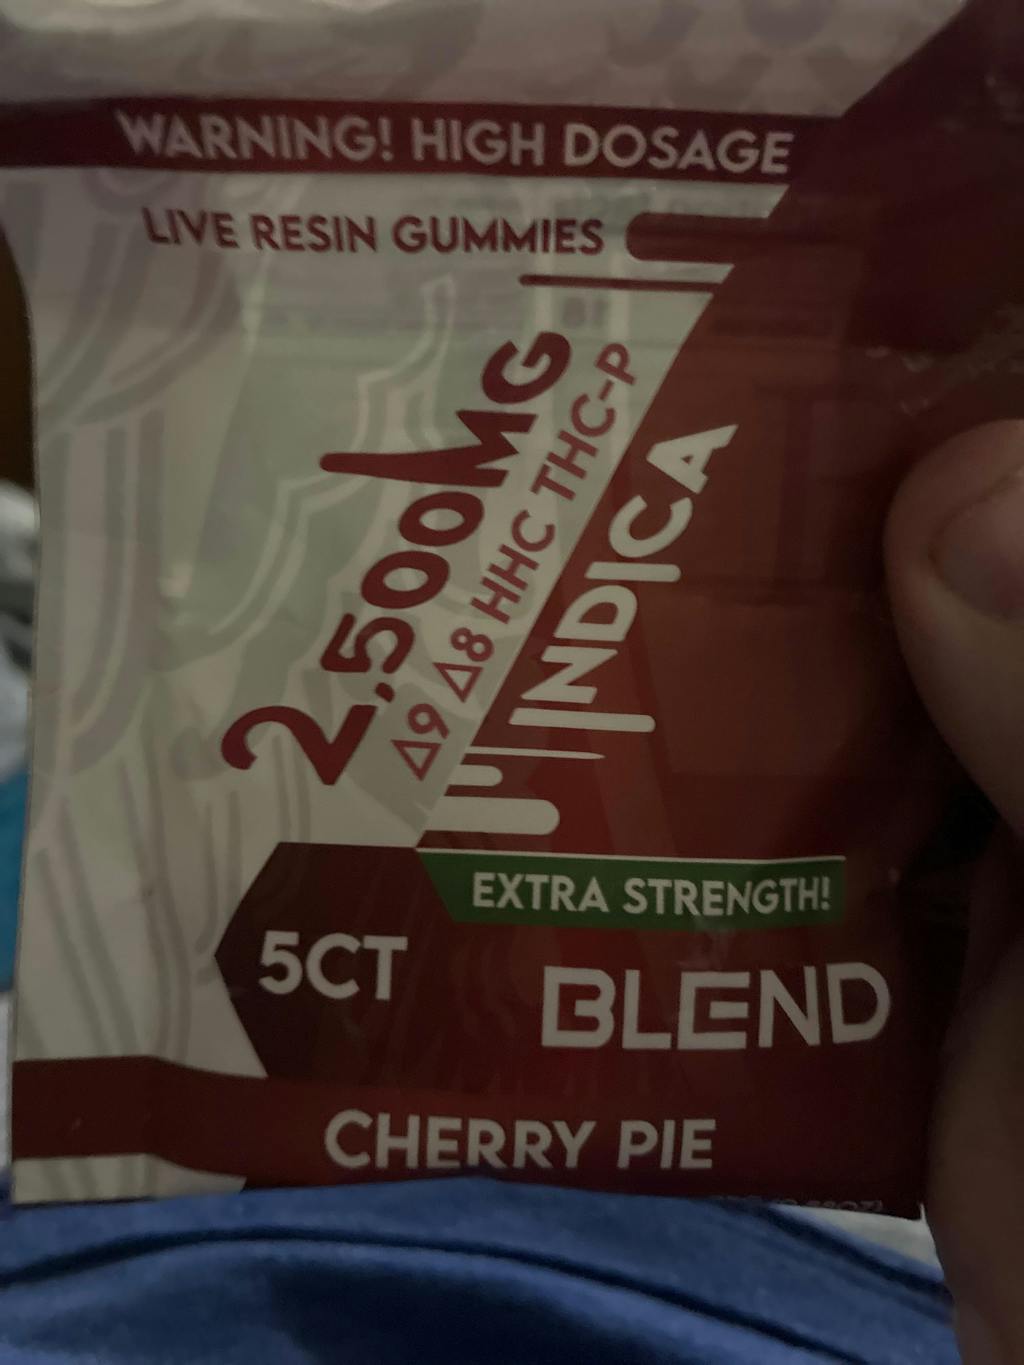 WARNING! HIGH DOSAGE
LIVE RESIN GUMMIES
2,500MG
Δ9 Δ8 HHC THC-P
INDICA
EXTRA STRENGTH!
5CT
BLEND
CHERRY PIE